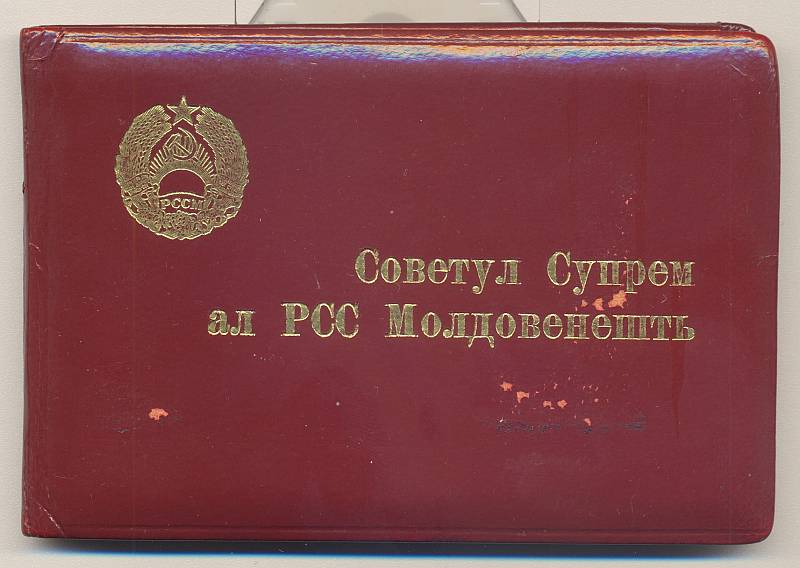 РССМ
Советул Супрем
ал РСС Молдовенешть